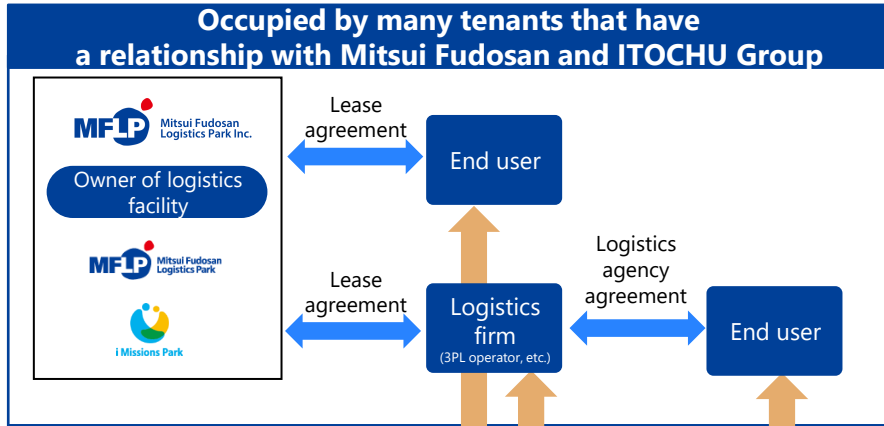 Occupied by many tenants that have
a relationship with Mitsui Fudosan and ITOCHU Group
MFLP Mitsui Fudosan
Logistics Park Inc.
Owner of logistics
facility
MFLP Mitsui Fudosan
Logistics Park
i Missions Park
Lease
agreement
End user
Lease
agreement
Logistics
firm
(3PL operator, etc.)
Logistics
agency
agreement
End user